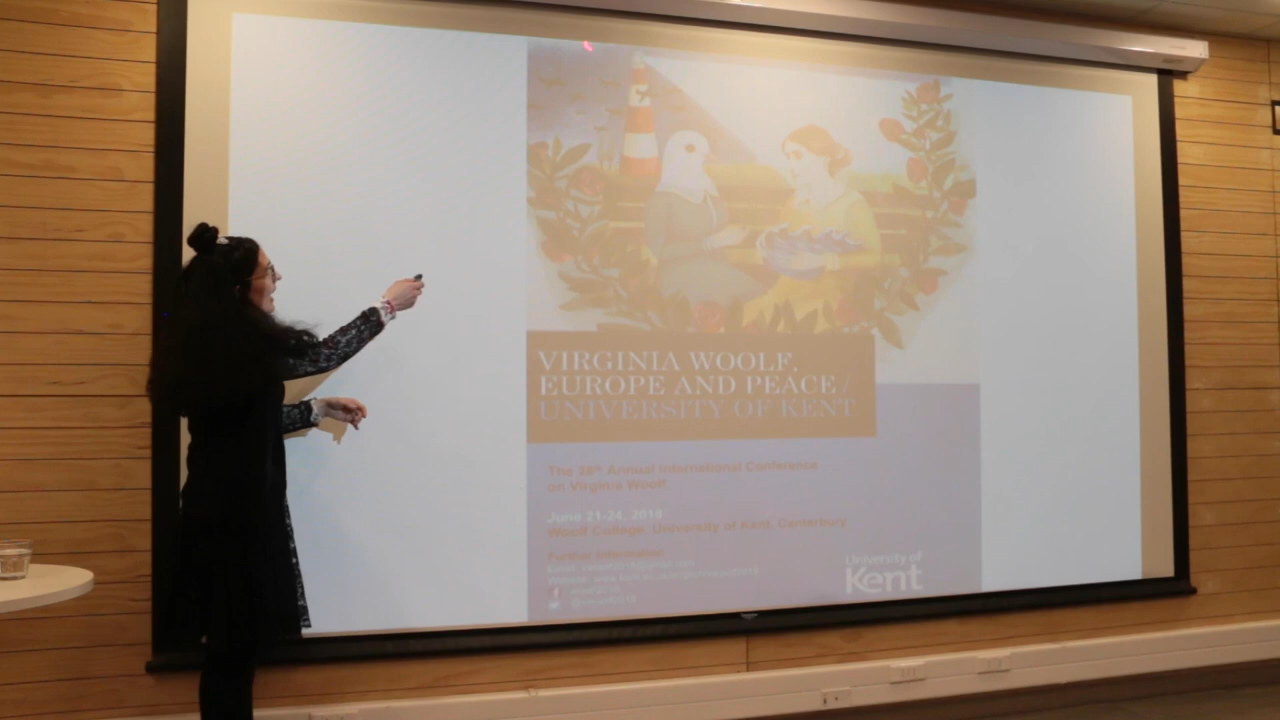 VIRGINIA WOOLF,
EUROPE AND PEACE
UNIVERSITY OF KENT
The 28th Annual International Conference
on Virginia Woolf
June 21-24, 2018
Woolf College, University of Kent, Canterbury
Further Information
University of
Kent